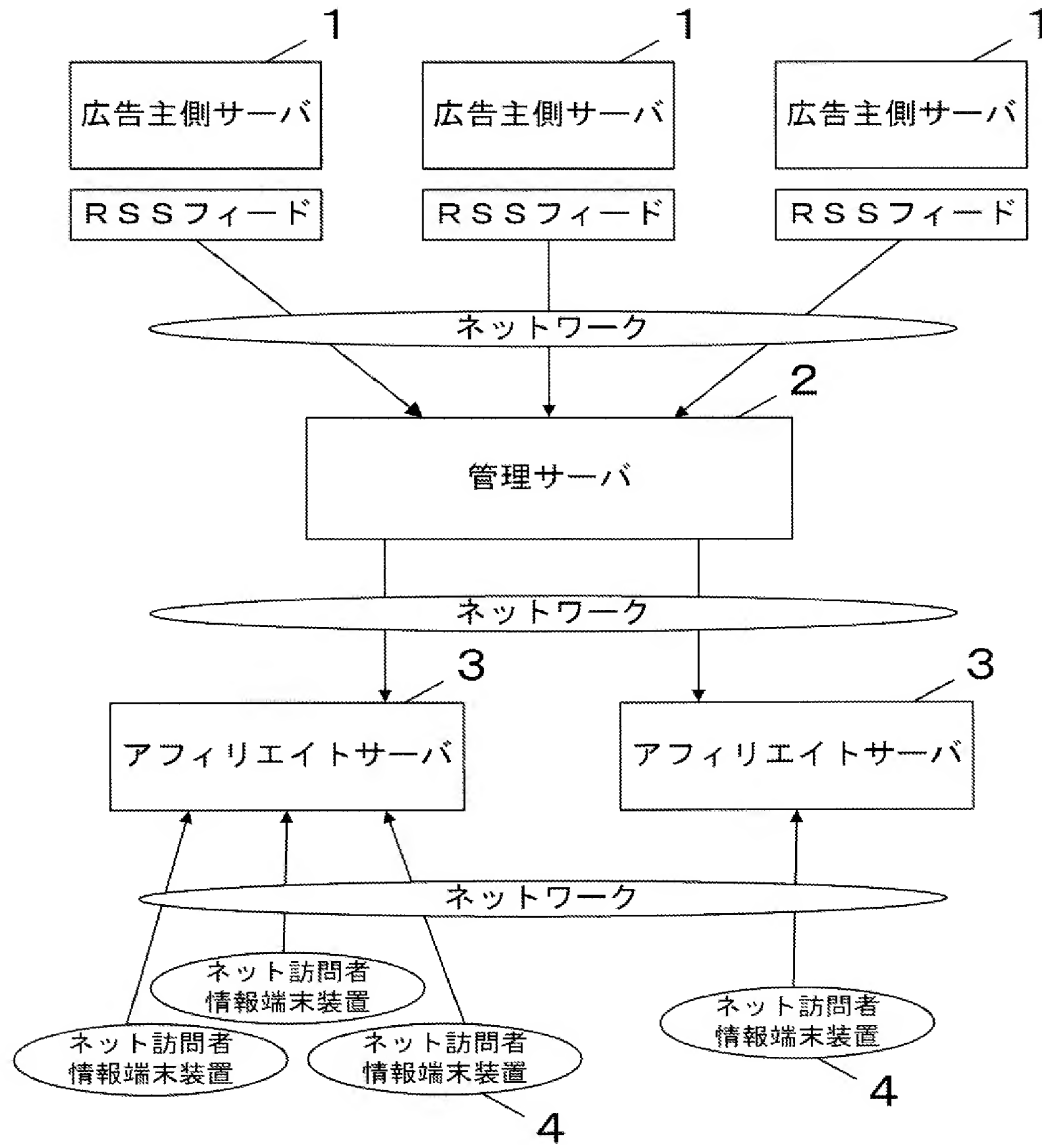 1
1
1
広告主側サーバ
広告主側サーバ
広告主側サーバ
ＲＳＳフィード
ＲＳＳフィード
ＲＳＳフィード
ネットワーク
2
管理サーバ
ネットワーク
3
3
アフィリエイトサーバ
アフィリエイトサーバ
ネットワーク
ネット訪問者
情報端末装置
ネット訪問者
情報端末装置
ネット訪問者
情報端末装置
ネット訪問者
情報端末装置
4
4